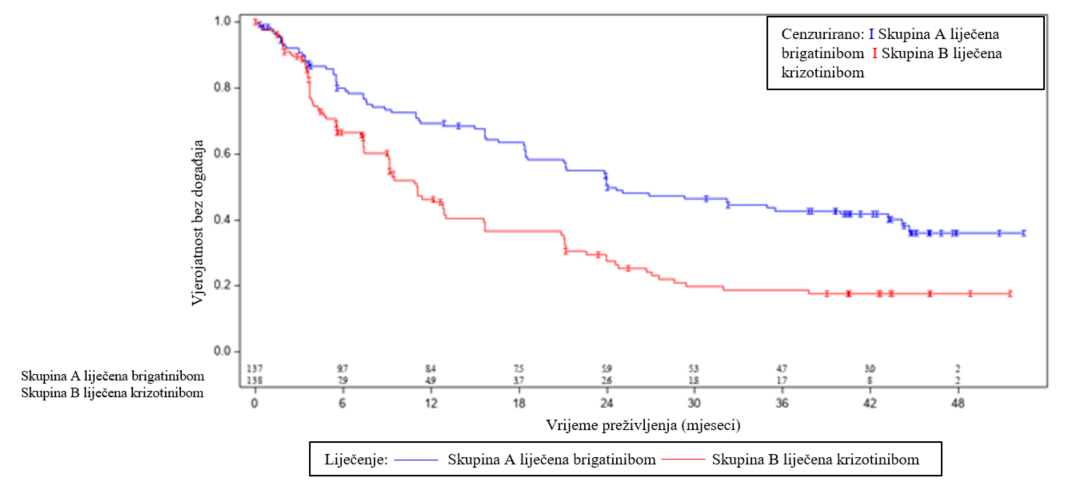 1.0
Cenzurirano: I Skupina A liječena
brigatinibom I Skupina B liječena
krizotinibom
0.8
0.6
0.4
0.2
0.0
Vjerojatnost bez događaja
Skupina A liječena brigatinibom 137 97 84 75 59 53 47 30 2
Skupina B liječena krizotinibom 138 79 49 37 26 18 17 8 2
0 6 12 18 24 30 36 42 48
Vrijeme preživljenja (mjeseci)
Liječenje: Skupina A liječena brigatinibom Skupina B liječena krizotinibom